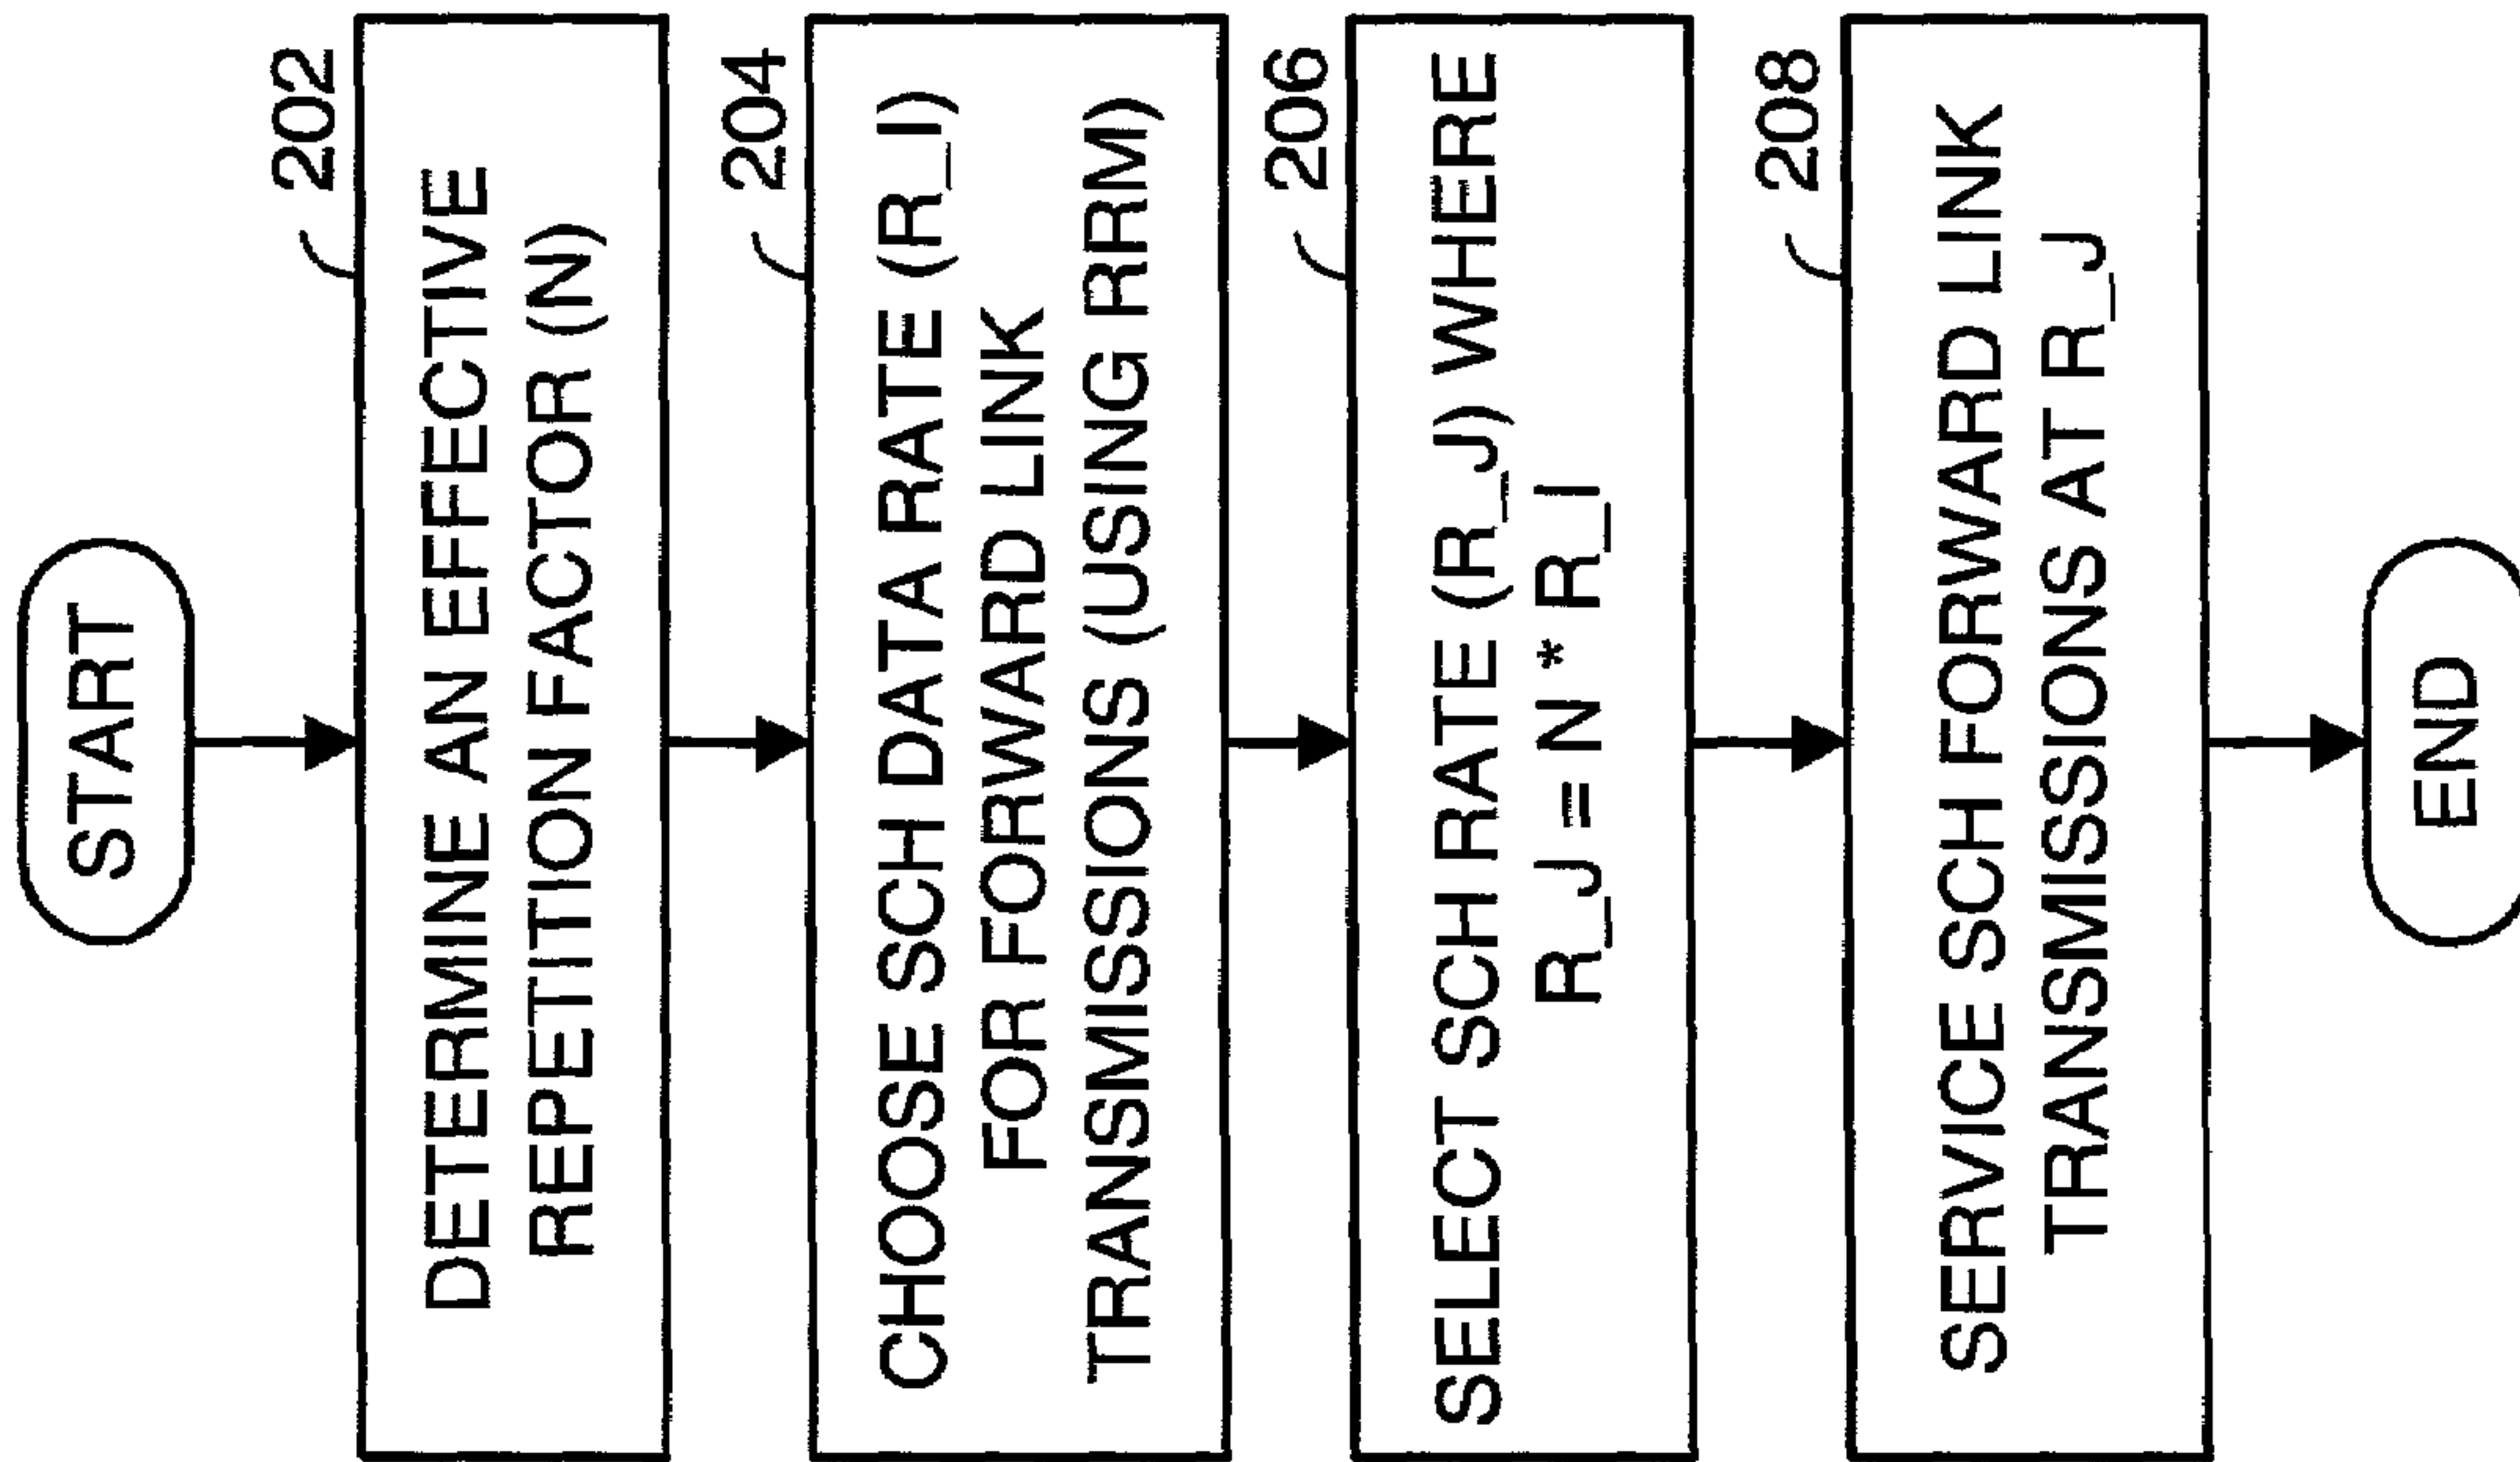 START
202
DETERMINE AN EFFECTIVE
REPETITION FACTOR (N)
204
CHOOSE SCH DATA RATE (R_I)
FOR FORWARD LINK
TRANSMISSIONS (USING RRM)
206
SELECT SCH RATE (R_J) WHERE
R_J = N * R_I
208
SERVICE SCH FORWARD LINK
TRANSMISSIONS AT R_J
END